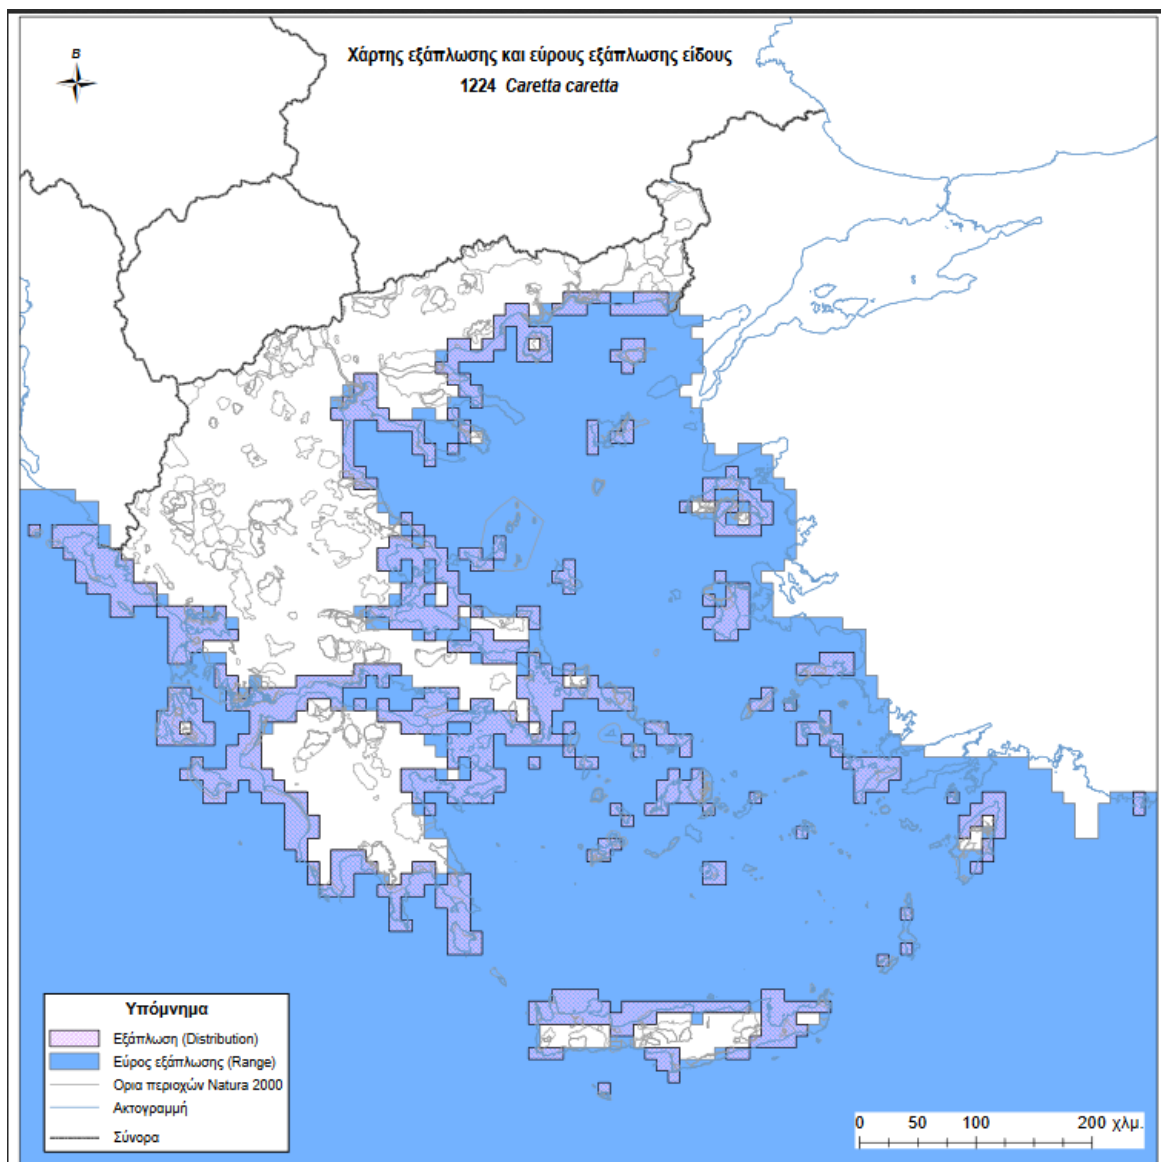 Χάρτης εξάπλωσης και εύρους εξάπλωσης είδους
1224 Caretta caretta
Β
Υπόμνημα
Εξάπλωση (Distribution)
Εύρος εξάπλωσης (Range)
Ορια περιοχών Natura 2000
Ακτογραμμή
Σύνορα
0 50 100 200 χλμ.